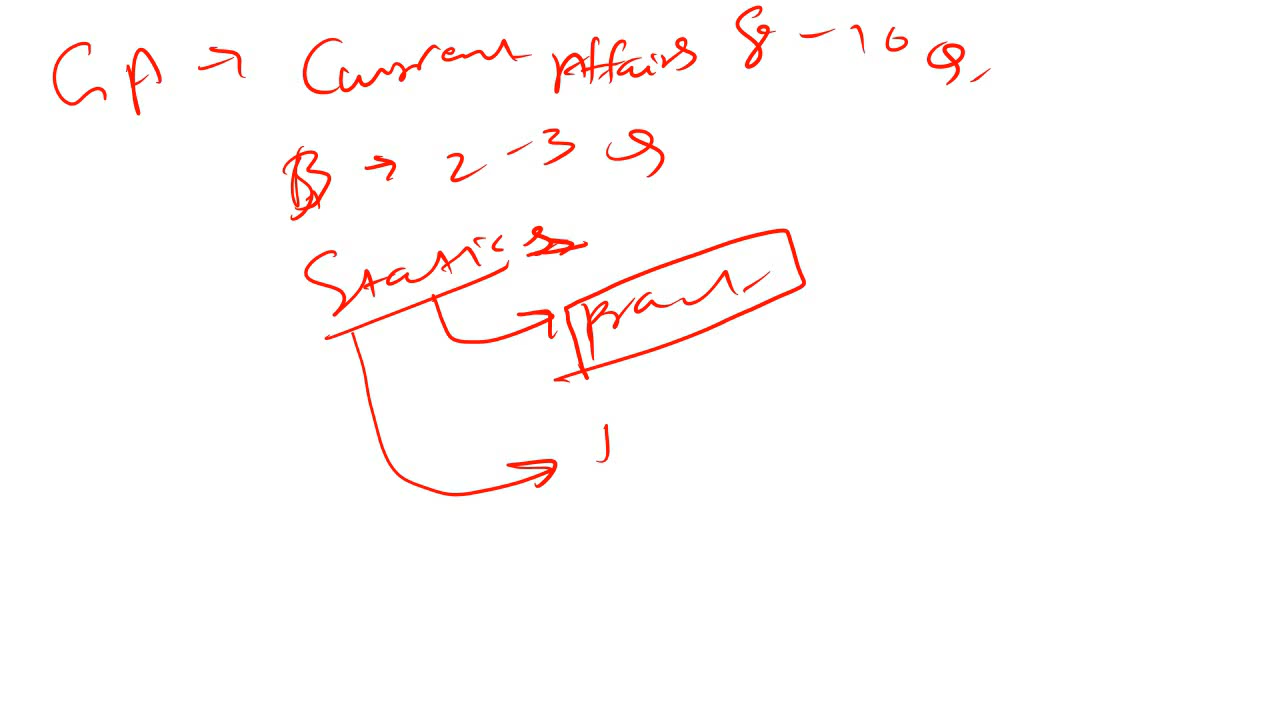 GA → Current Affairs 8-10 Q.
B → 2-3 Q
Static